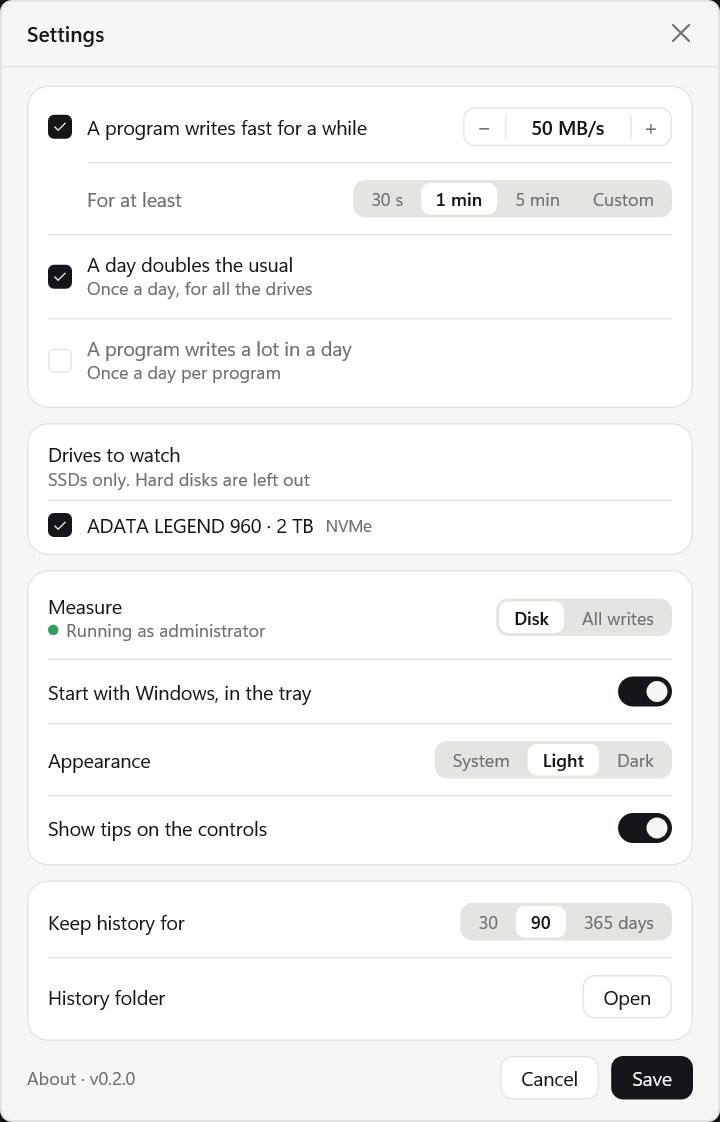 Settings
A program writes fast for a while − 50 MB/s +
For at least 30 s 1 min 5 min Custom
A day doubles the usual
Once a day, for all the drives
A program writes a lot in a day
Once a day per program
Drives to watch
SSDs only. Hard disks are left out
ADATA LEGEND 960 · 2 TB NVMe
Measure
Running as administrator
Disk All writes
Start with Windows, in the tray
Appearance System Light Dark
Show tips on the controls
Keep history for 30 90 365 days
History folder Open
About · v0.2.0 Cancel Save